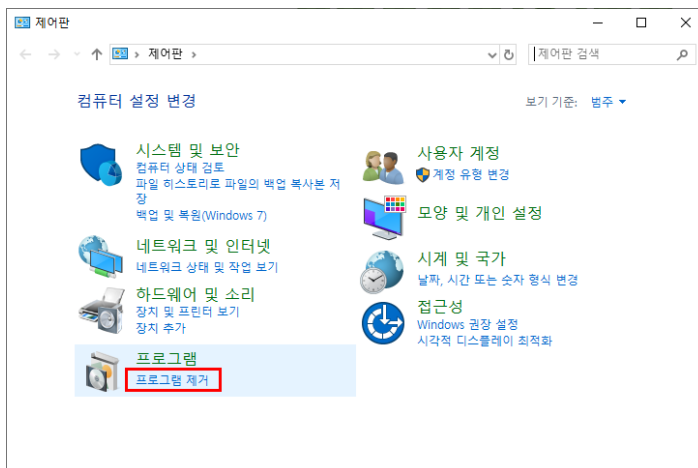 제어판
제어판
제어판 검색
컴퓨터 설정 변경
보기 기준: 범주
시스템 및 보안
컴퓨터 상태 검토
파일 히스토리로 파일의 백업 복사본 저
장
백업 및 복원(Windows 7)
네트워크 및 인터넷
네트워크 상태 및 작업 보기
하드웨어 및 소리
장치 및 프린터 보기
장치 추가
프로그램
프로그램 제거
사용자 계정
계정 유형 변경
모양 및 개인 설정
시계 및 국가
날짜, 시간 또는 숫자 형식 변경
접근성
Windows 권장 설정
시각적 디스플레이 최적화